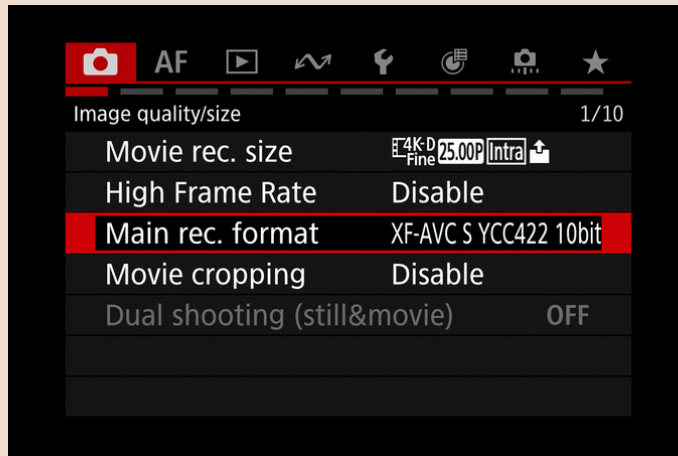 AF
Image quality/size 1/10
Movie rec. size 4K-D Fine 25.00P Intra
High Frame Rate Disable
Main rec. format XF-AVC S YCC422 10bit
Movie cropping Disable
Dual shooting (still&movie) OFF